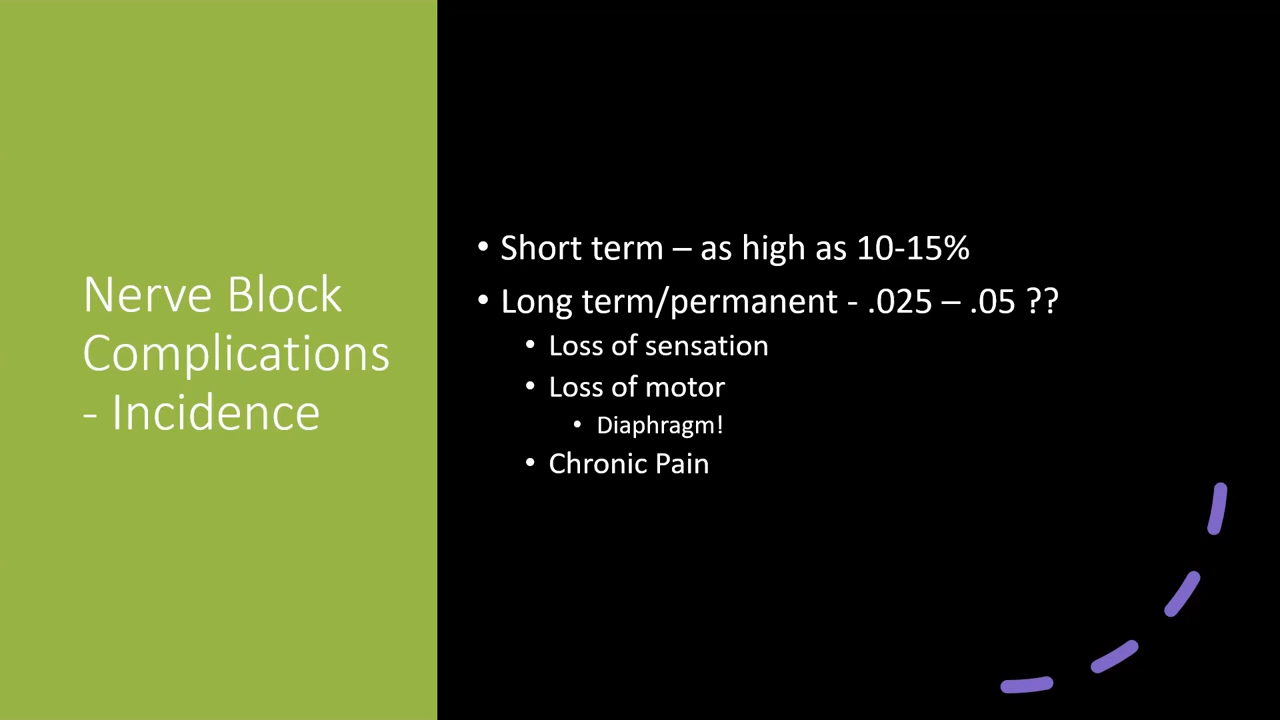 Nerve Block
Complications
- Incidence
• Short term – as high as 10-15%
• Long term/permanent - .025 – .05 ??
• Loss of sensation
• Loss of motor
• Diaphragm!
• Chronic Pain